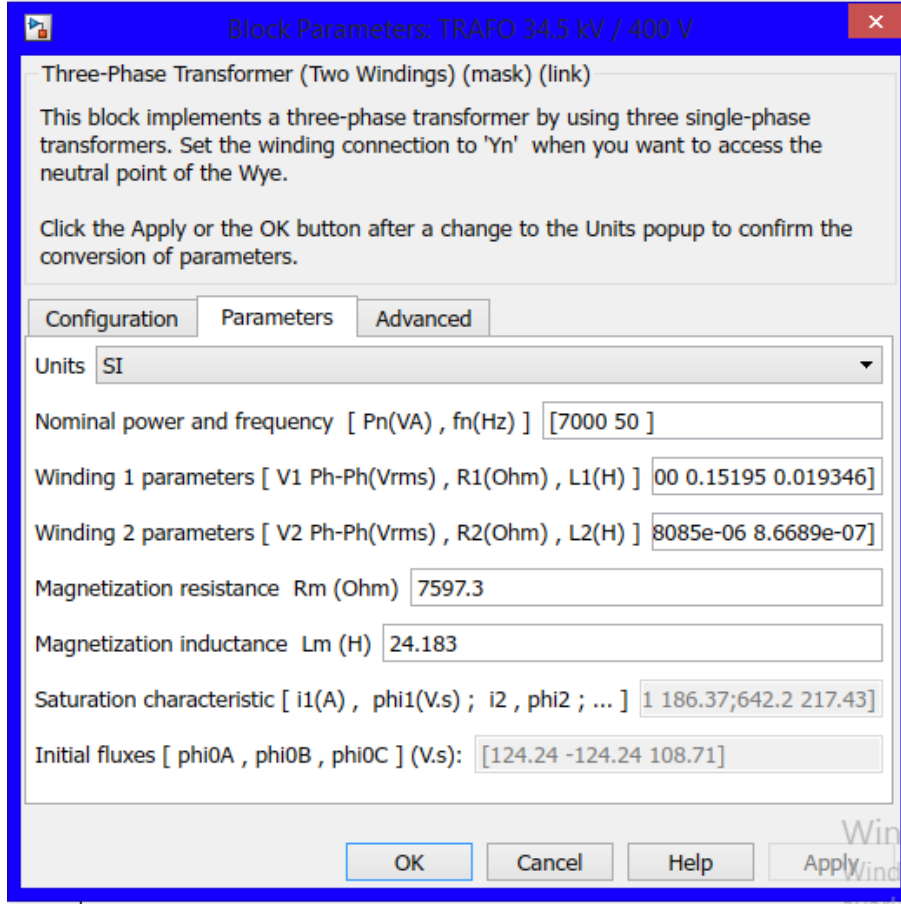 Block Parameters: TRAFO 34.5 kV / 400 V
Three-Phase Transformer (Two Windings) (mask) (link)
This block implements a three-phase transformer by using three single-phase
transformers. Set the winding connection to 'Yn' when you want to access the
neutral point of the Wye.
Click the Apply or the OK button after a change to the Units popup to confirm the
conversion of parameters.
Configuration Parameters Advanced
Units SI
Nominal power and frequency [ Pn(VA) , fn(Hz) ] [7000 50 ]
Winding 1 parameters [ V1 Ph-Ph(Vrms) , R1(Ohm) , L1(H) ] 00 0.15195 0.019346]
Winding 2 parameters [ V2 Ph-Ph(Vrms) , R2(Ohm) , L2(H) ] 8085e-06 8.6689e-07]
Magnetization resistance Rm (Ohm) 7597.3
Magnetization inductance Lm (H) 24.183
Saturation characteristic [ i1(A) , phi1(V.s) ; i2 , phi2 ; ... ] 1 186.37;642.2 217.43]
Initial fluxes [ phi0A , phi0B , phi0C ] (V.s): [124.24 -124.24 108.71]
Win
OK Cancel Help Apply
Wind